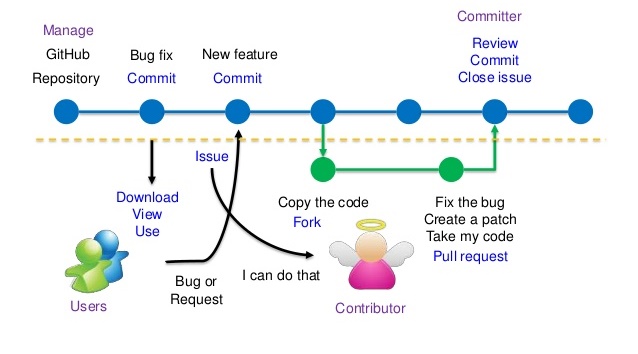 Manage
GitHub
Repository
Bug fix
Commit
New feature
Commit
Committer
Review
Commit
Close issue
Issue
Download
View
Use
Users
Bug or
Request
I can do that
Copy the code
Fork
Contributor
Fix the bug
Create a patch
Take my code
Pull request